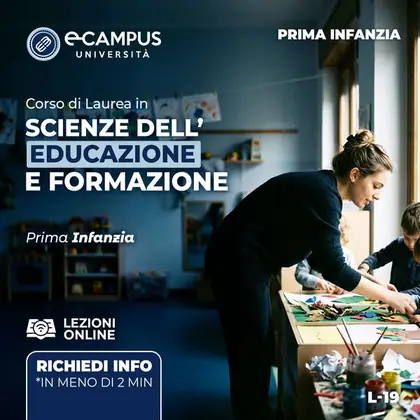 eCAMPUS
UNIVERSITÀ
PRIMA INFANZIA
Corso di Laurea in
SCIENZE DELL'
EDUCAZIONE
E FORMAZIONE
Prima Infanzia
LEZIONI
ONLINE
RICHIEDI INFO
*IN MENO DI 2 MIN
L-19